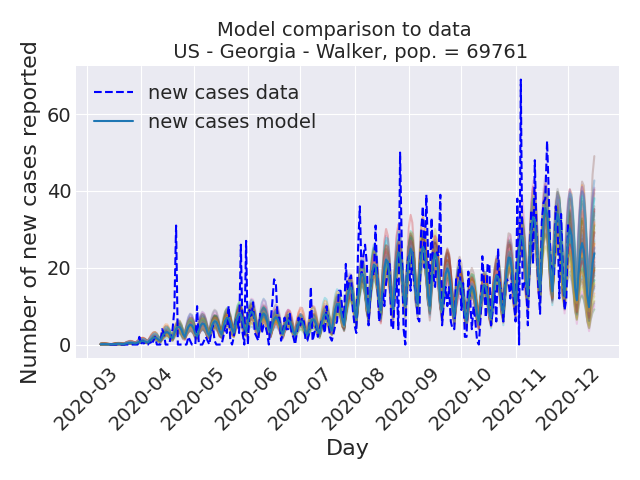 Model comparison to data
US - Georgia - Walker, pop. = 69761
Number of new cases reported
60
40
20
0
new cases data
new cases model
2020-03
2020-04
2020-05
2020-06
2020-07
2020-08
2020-09
2020-10
2020-11
2020-12
Day